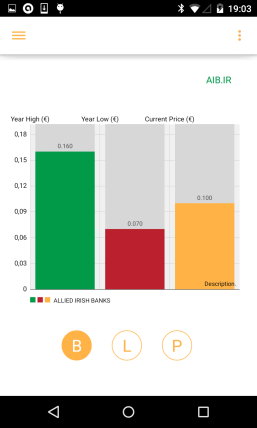 19:03
AIB.IR
Year High (€) Year Low (€) Current Price (€)
0,18
0.160
0,15
0,12
0.100
0,09
0.070
0,06
0,03
Description.
0
ALLIED IRISH BANKS
B L P